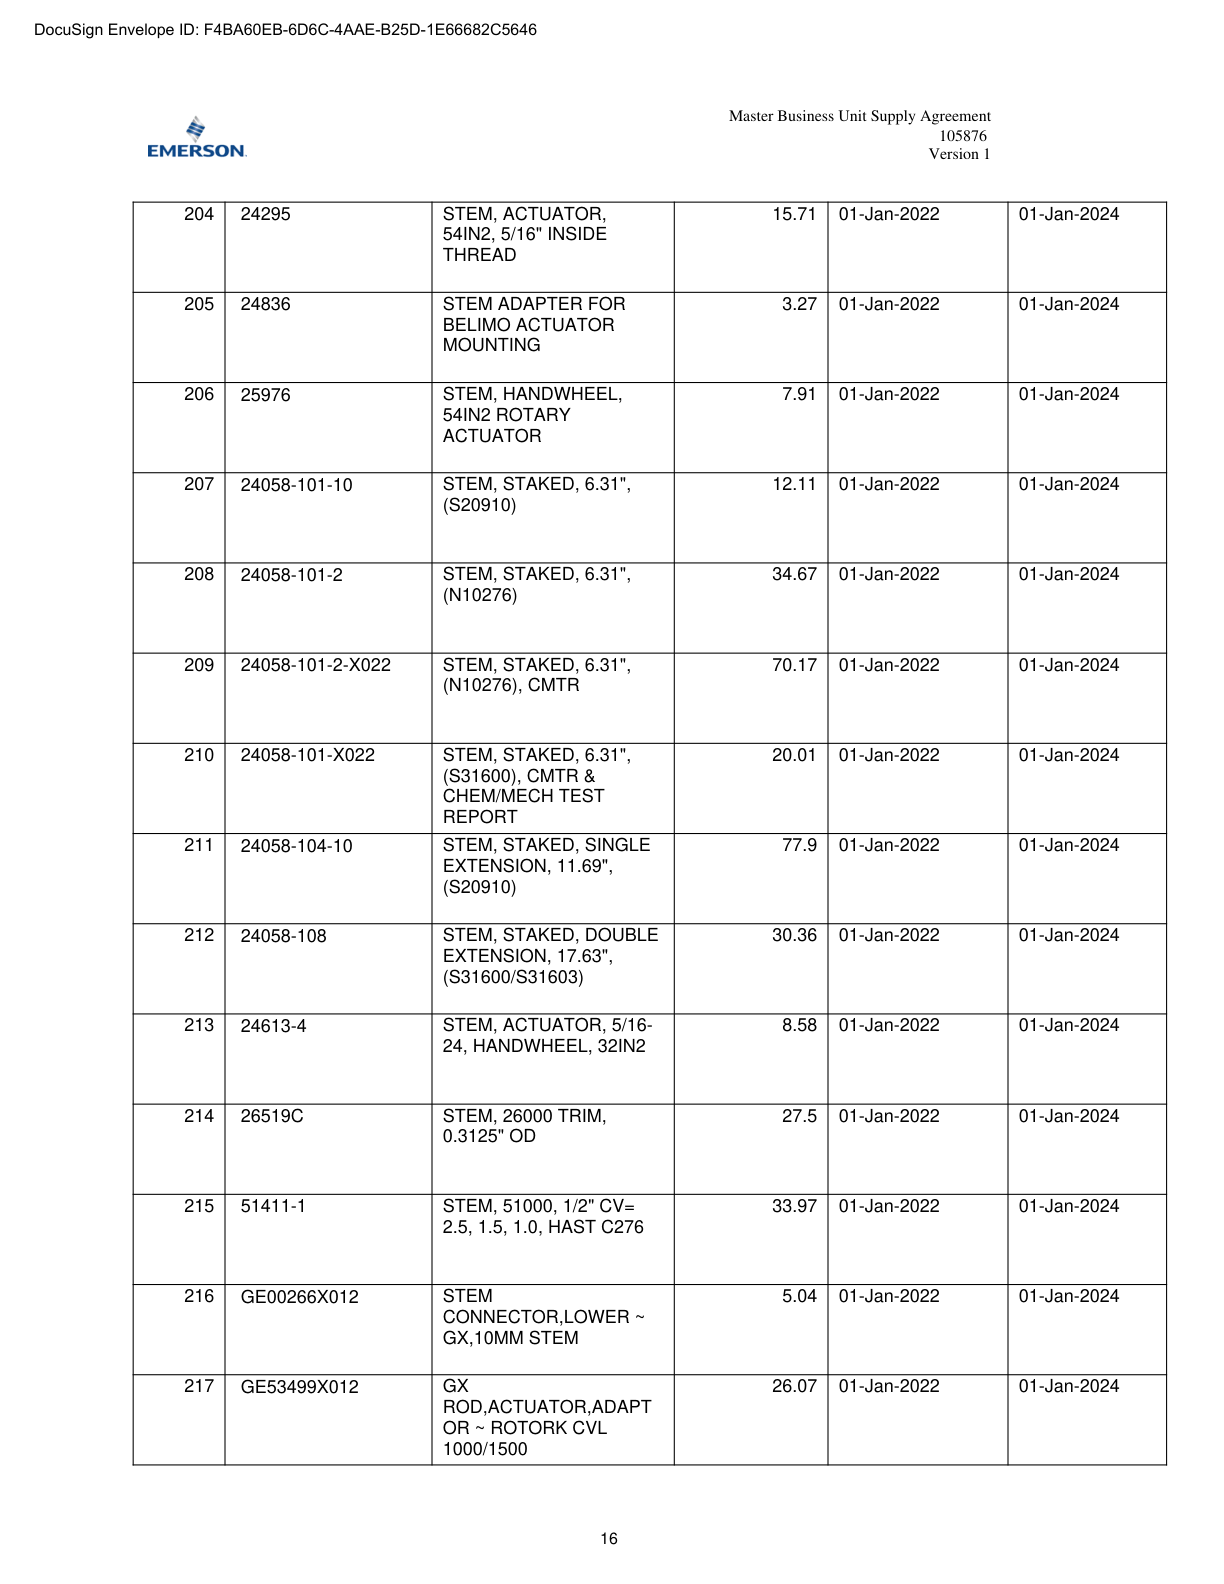 DocuSign Envelope ID: F4BA60EB-6D6C-4AAE-B25D-1E66682C5646
EMERSON
Master Business Unit Supply Agreement
105876
Version 1
204 24295 STEM, ACTUATOR, 15.71 01-Jan-2022 01-Jan-2024
54IN2, 5/16" INSIDE
THREAD
205 24836 STEM ADAPTER FOR 3.27 01-Jan-2022 01-Jan-2024
BELIMO ACTUATOR
MOUNTING
206 25976 STEM, HANDWHEEL, 7.91 01-Jan-2022 01-Jan-2024
54IN2 ROTARY
ACTUATOR
207 24058-101-10 STEM, STAKED, 6.31", 12.11 01-Jan-2022 01-Jan-2024
(S20910)
208 24058-101-2 STEM, STAKED, 6.31", 34.67 01-Jan-2022 01-Jan-2024
(N10276)
209 24058-101-2-X022 STEM, STAKED, 6.31", 70.17 01-Jan-2022 01-Jan-2024
(N10276), CMTR
210 24058-101-X022 STEM, STAKED, 6.31", 20.01 01-Jan-2022 01-Jan-2024
(S31600), CMTR &
CHEM/MECH TEST
REPORT
211 24058-104-10 STEM, STAKED, SINGLE 77.9 01-Jan-2022 01-Jan-2024
EXTENSION, 11.69",
(S20910)
212 24058-108 STEM, STAKED, DOUBLE 30.36 01-Jan-2022 01-Jan-2024
EXTENSION, 17.63",
(S31600/S31603)
213 24613-4 STEM, ACTUATOR, 5/16- 8.58 01-Jan-2022 01-Jan-2024
24, HANDWHEEL, 32IN2
214 26519C STEM, 26000 TRIM, 27.5 01-Jan-2022 01-Jan-2024
0.3125" OD
215 51411-1 STEM, 51000, 1/2" CV= 33.97 01-Jan-2022 01-Jan-2024
2.5, 1.5, 1.0, HAST C276
216 GE00266X012 STEM 5.04 01-Jan-2022 01-Jan-2024
CONNECTOR,LOWER ~
GX,10MM STEM
217 GE53499X012 GX 26.07 01-Jan-2022 01-Jan-2024
ROD,ACTUATOR,ADAPT
OR ~ ROTORK CVL
1000/1500
16